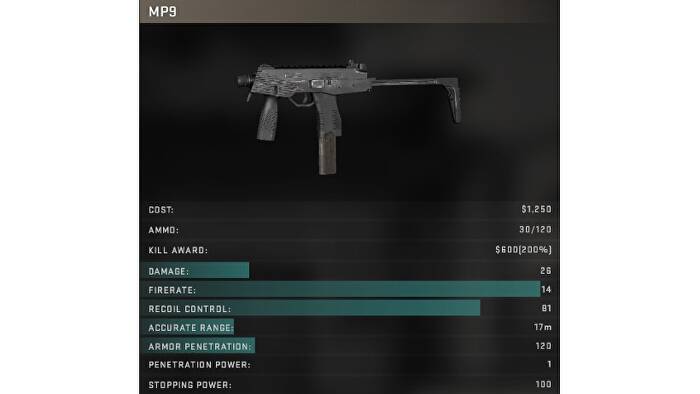 MP9
COST: $1,250
AMMO: 30/120
KILL AWARD: $600(200%)
DAMAGE: 26
FIRERATE: 14
RECOIL CONTROL: 81
ACCURATE RANGE: 17m
ARMOR PENETRATION: 120
PENETRATION POWER: 1
STOPPING POWER: 100